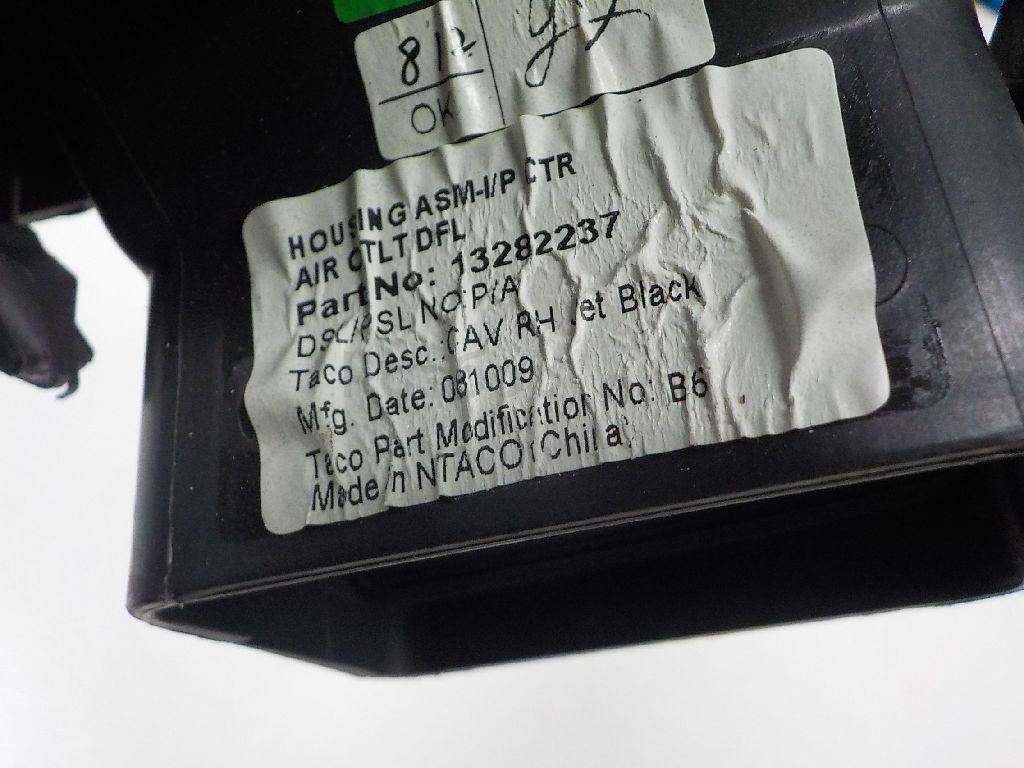 812
OK
HOUSING ASM-I/P CTR
AIR OTLT DFL
Part No: 13282237
DSL/PSL NO:P/A
Taco Desc.:CAV RH Jet Black
Mfg. Date: 081009
Taco Part Modification No: B6
Made in NTACO(China)